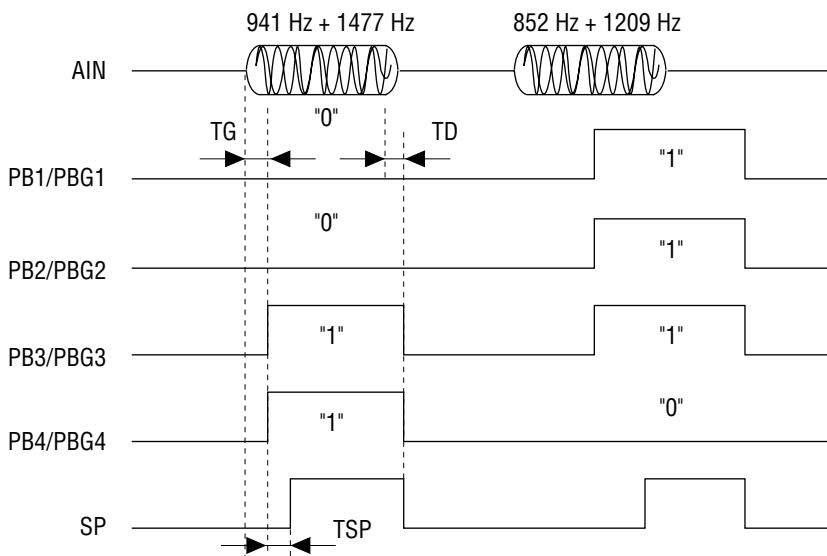 941 Hz + 1477 Hz 852 Hz + 1209 Hz
AIN
"0"
TG TD
"1"
PB1/PBG1
"0"
"1"
PB2/PBG2
"1" "1"
PB3/PBG3
"1" "0"
PB4/PBG4
SP TSP